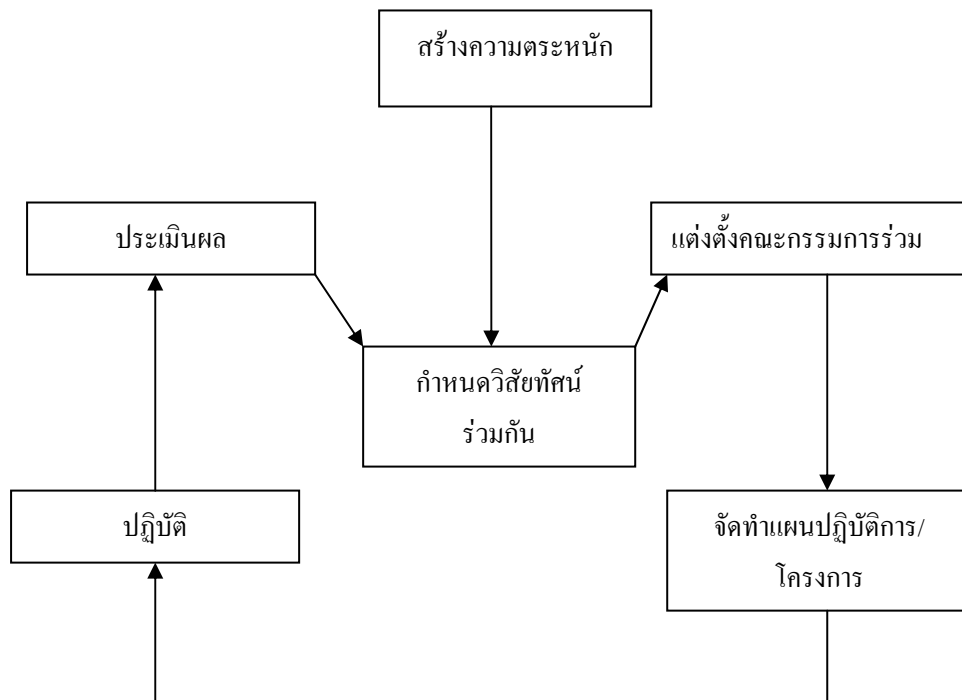 สร้างความตระหนัก
ประเมินผล
แต่งตั้งคณะกรรมการร่วม
กำหนดวิสัยทัศน์
ร่วมกัน
ปฏิบัติ
จัดทำแผนปฏิบัติการ/
โครงการ